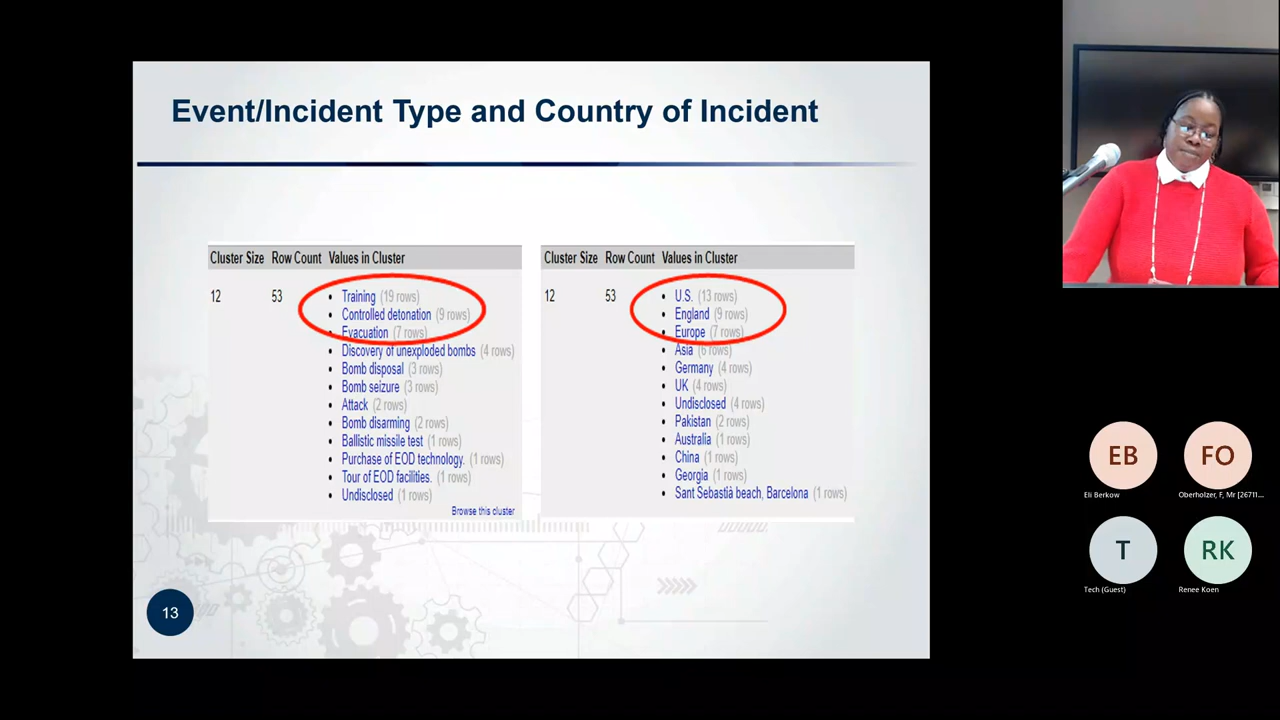 Event/Incident Type and Country of Incident
Cluster Size Row Count Values in Cluster
12 53
• Training (19 rows)
• Controlled detonation (9 rows)
• Evacuation (7 rows)
• Discovery of unexploded bombs (4 rows)
• Bomb disposal (3 rows)
• Bomb seizure (3 rows)
• Attack (2 rows)
• Bomb disarming (2 rows)
• Ballistic missile test (1 rows)
• Purchase of EOD technology. (1 rows)
• Tour of EOD facilities. (1 rows)
• Undisclosed (1 rows)
Browse this cluster
Cluster Size Row Count Values in Cluster
12 53
• U.S. (13 rows)
• England (9 rows)
• Europe (7 rows)
• Asia (6 rows)
• Germany (4 rows)
• UK (4 rows)
• Undisclosed (4 rows)
• Pakistan (2 rows)
• Australia (1 rows)
• China (1 rows)
• Georgia (1 rows)
• Sant Sebastià beach, Barcelona (1 rows)
13
EB
Eli Berkow
FO
Oberholzer, F, Mr [26711...
T
Tech (Guest)
RK
Renee Koen